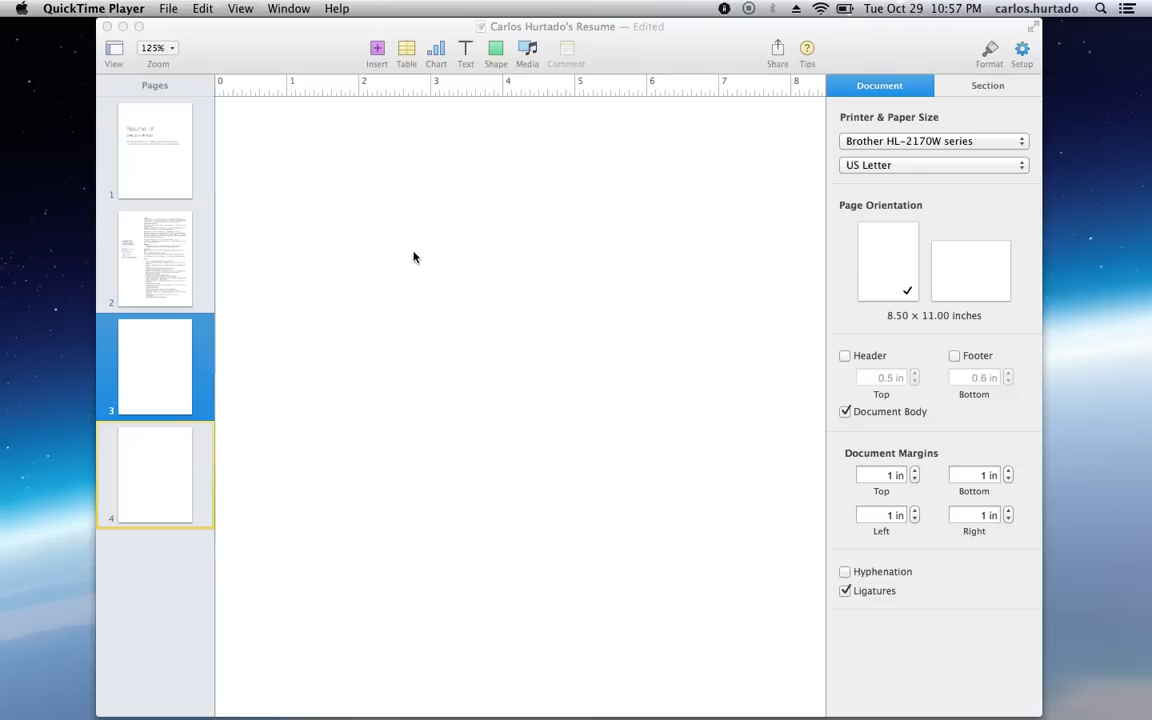 QuickTime Player File Edit View Window Help Tue Oct 29 10:57 PM carlos.hurtado
Carlos Hurtado's Resume — Edited
125%
View Zoom Insert Table Chart Text Shape Media Comment Share Tips Format Setup
Pages 0 1 2 3 4 5 6 7 8 Document Section
Printer & Paper Size
Brother HL-2170W series
US Letter
Page Orientation
8.50 × 11.00 inches
Header Footer
0.5 in 0.6 in
Top Bottom
Document Body
Document Margins
1 in 1 in
Top Bottom
1 in 1 in
Left Right
Hyphenation
Ligatures
Resume of
1
2
3
4